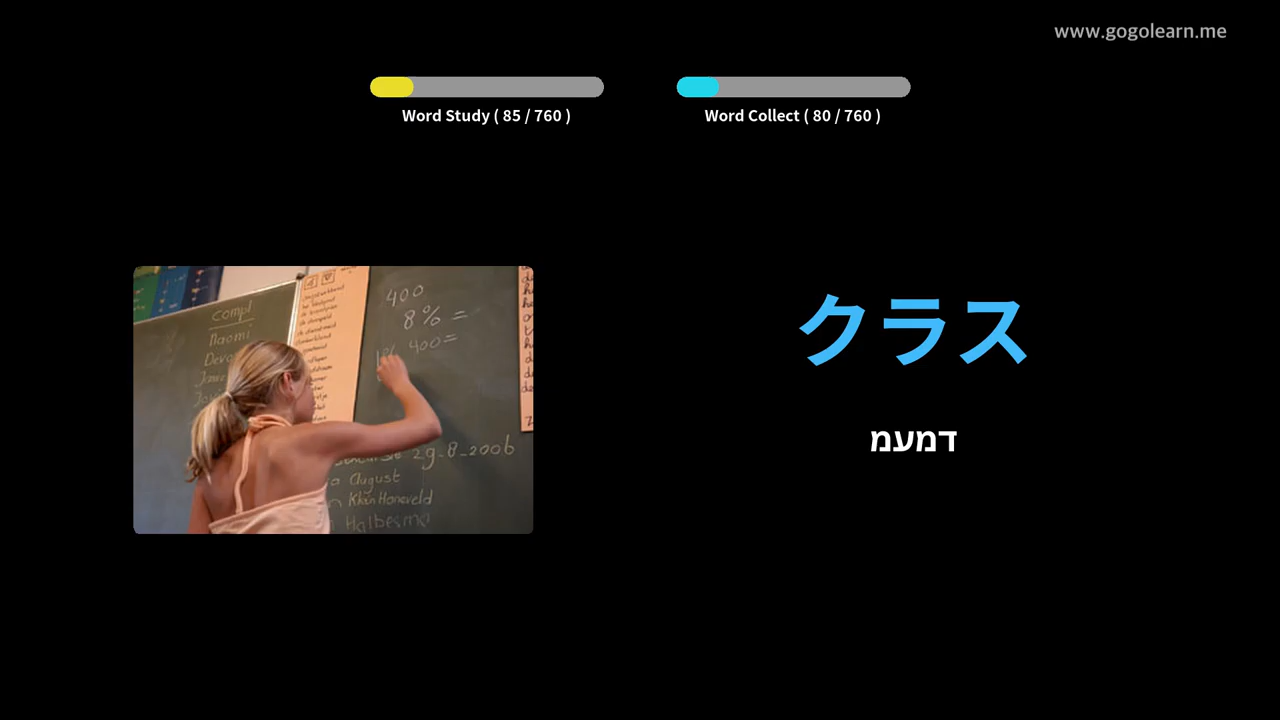 www.gogolearn.me
Word Study ( 85 / 760 )
Word Collect ( 80 / 760 )
クラス
דמעמ
compl
Naomi
400
8% =
1% 400=
29-8-2006
August